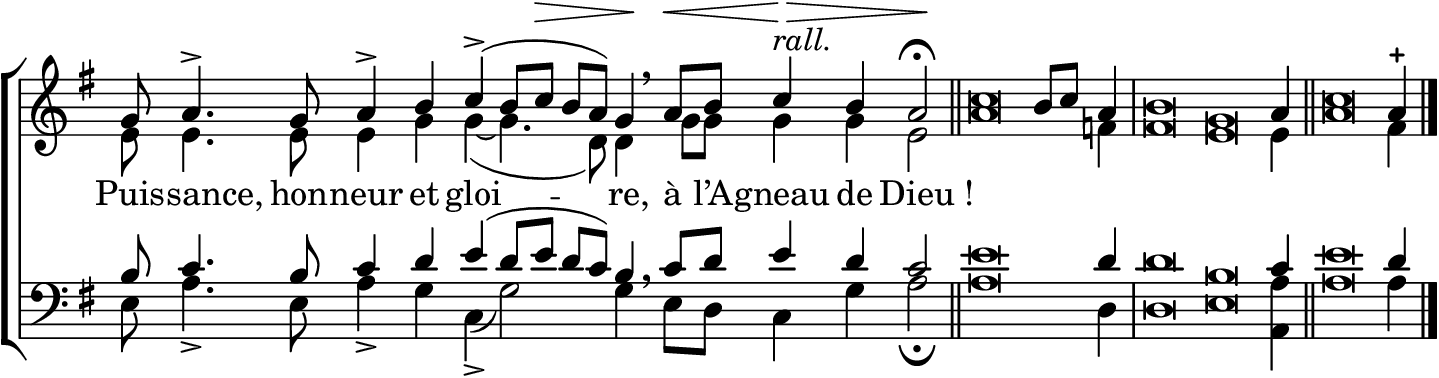 rall.
Puissance, honneur et gloi – re, à l’Agneau de Dieu !